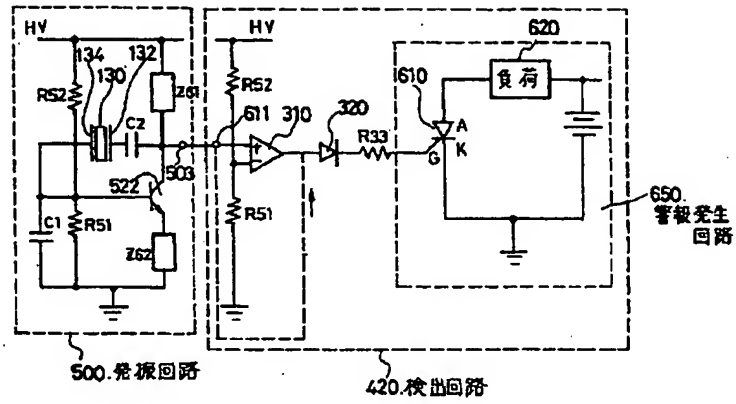 HV
HV
620
134
130
132
負荷
R52
Z61
R52
611
310
320
610
A
C2
R33
G
K
503
522
C1
R51
R51
Z62
650.
警報発生
回路
500.発振回路
420.検出回路